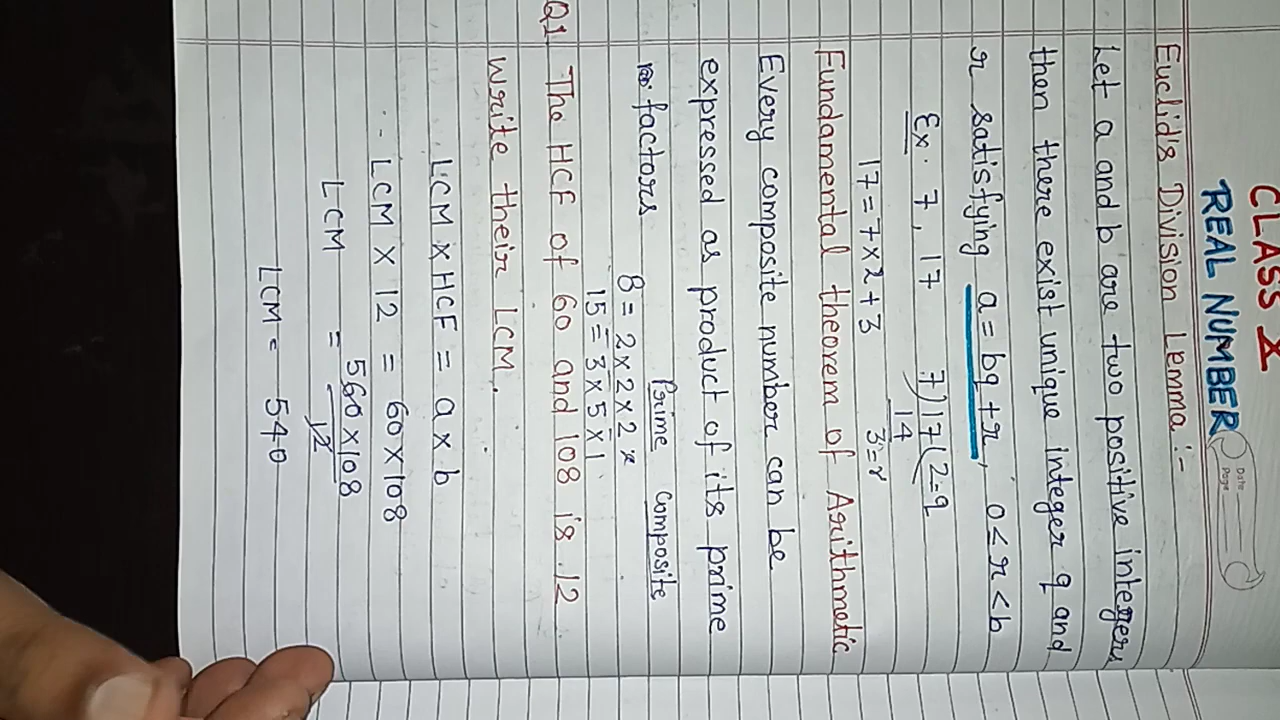 CLASS X
REAL NUMBER
Date
Page
Euclid's Division Lemma :-
Let a and b are two positive integers
then there exist unique integer q and
r satisfying a = bq + r, 0 ≤ r < b
Ex. 7, 17 7)17(2=q
14
17 = 7 x 2 + 3 3=r
Fundamental theorem of Arithmetic
Every composite number can be
expressed as product of its prime
factors Prime Composite
8 = 2 x 2 x 2 x
15 = 3 x 5 x 1
Q1. The HCF of 60 and 108 is 12
write their LCM.
LCM x HCF = a x b
LCM x 12 = 60 x 108
LCM = 5 60 x 108
12
LCM = 540